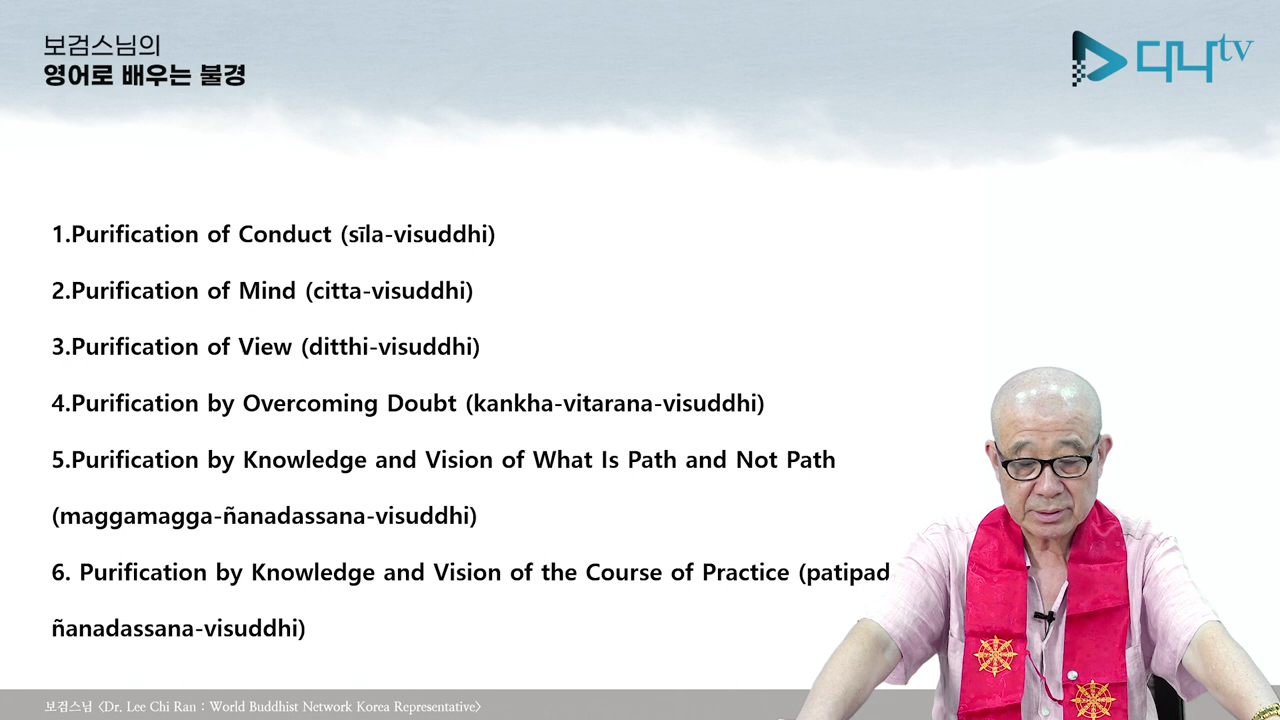 보검스님의
영어로 배우는 불경
다나tv
1.Purification of Conduct (sīla-visuddhi)
2.Purification of Mind (citta-visuddhi)
3.Purification of View (ditthi-visuddhi)
4.Purification by Overcoming Doubt (kankha-vitarana-visuddhi)
5.Purification by Knowledge and Vision of What Is Path and Not Path
(maggamagga-ñanadassana-visuddhi)
6. Purification by Knowledge and Vision of the Course of Practice (patipad
ñanadassana-visuddhi)
보검스님 <Dr. Lee Chi Ran : World Buddhist Network Korea Representative>